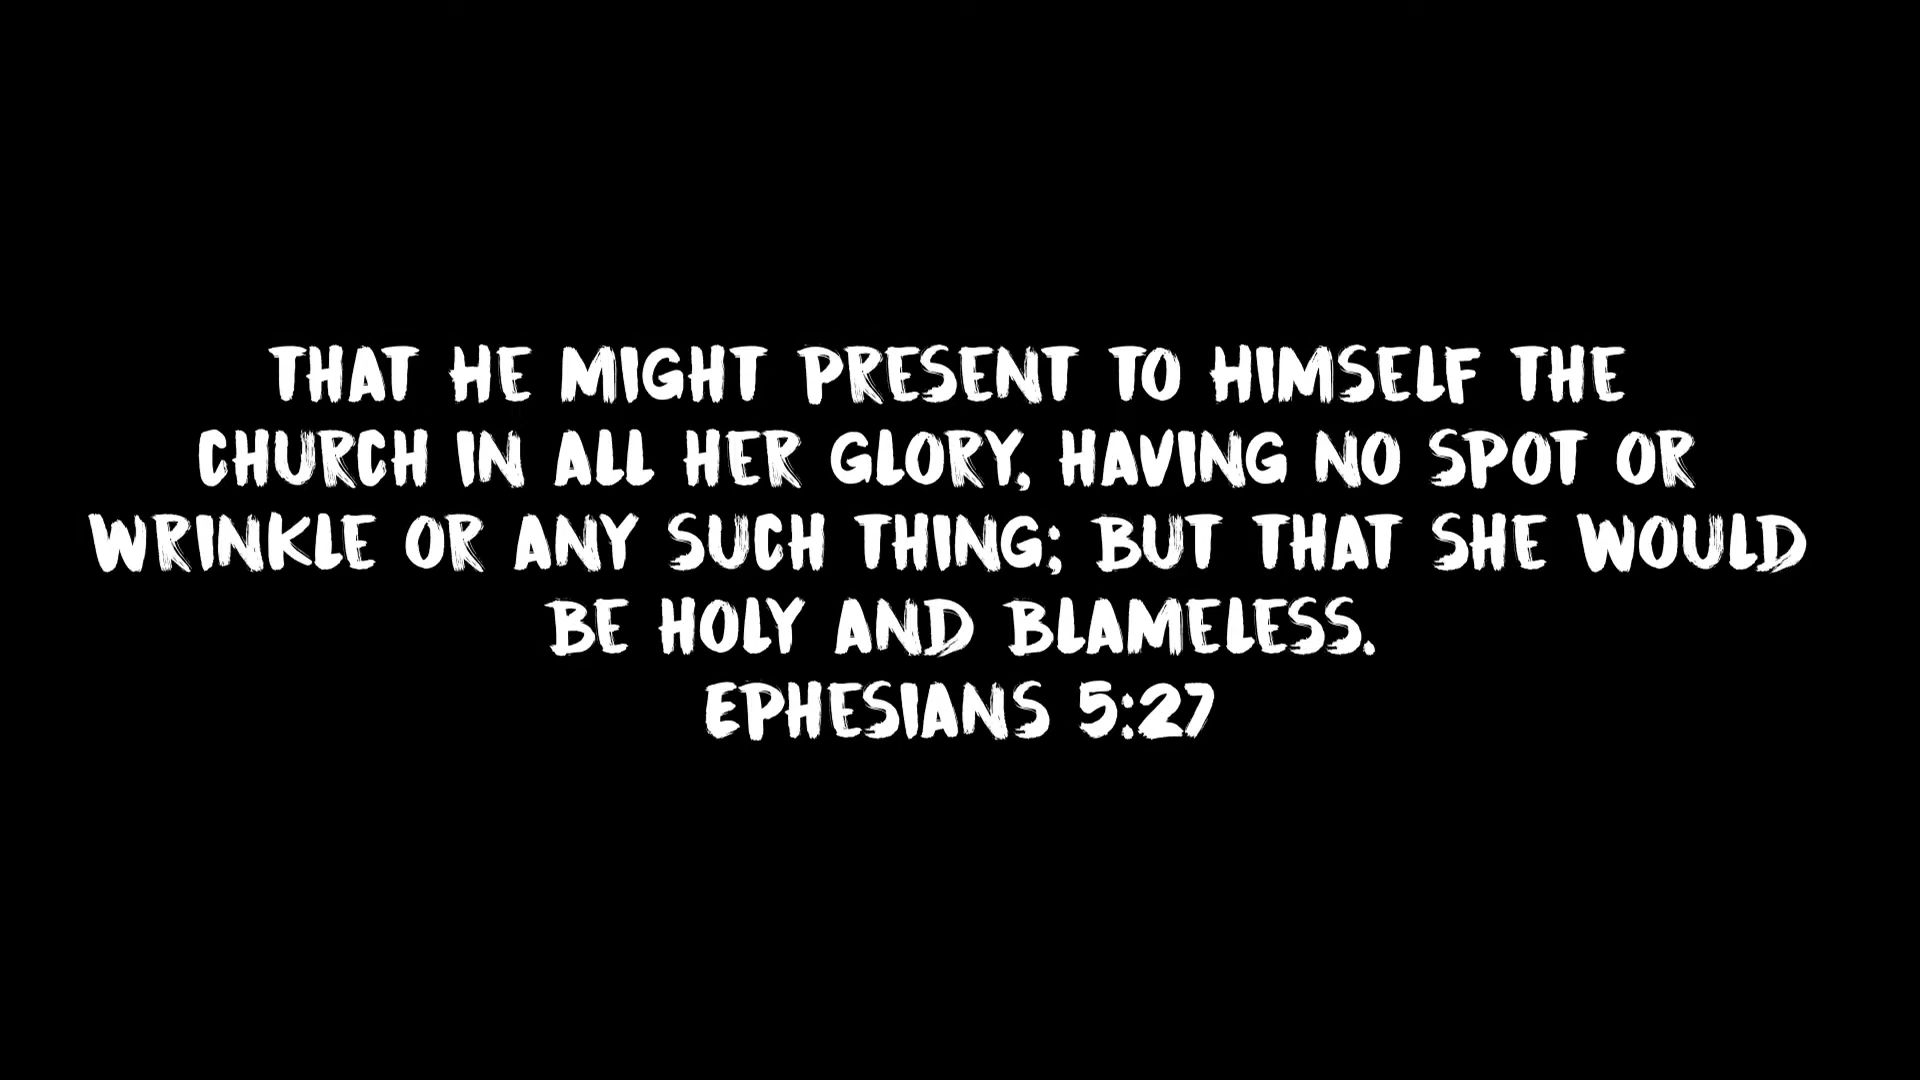 THAT HE MIGHT PRESENT TO HIMSELF THE
CHURCH IN ALL HER GLORY, HAVING NO SPOT OR
WRINKLE OR ANY SUCH THING; BUT THAT SHE WOULD
BE HOLY AND BLAMELESS.
EPHESIANS 5:27